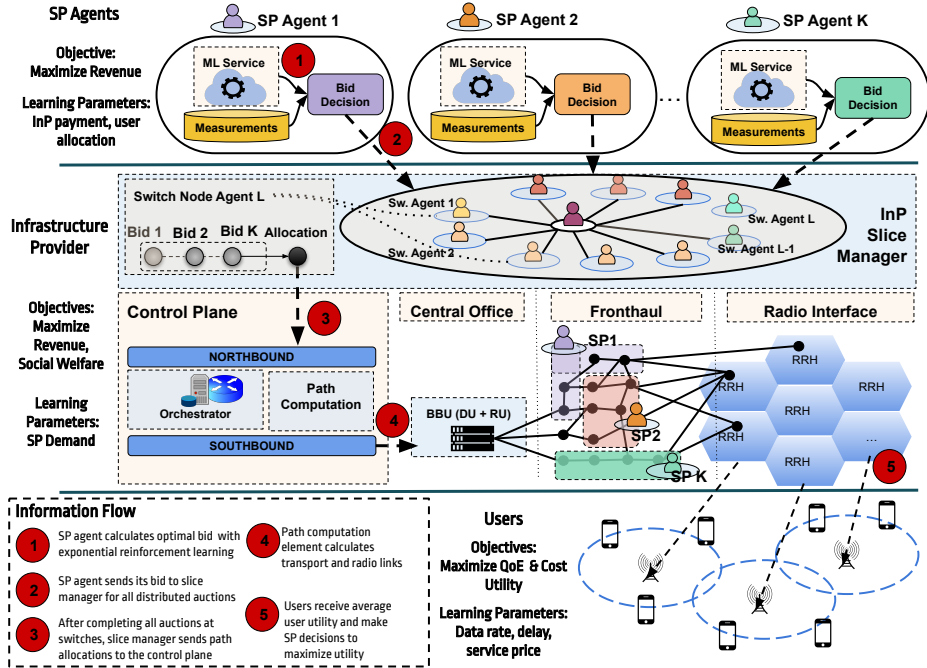 SP Agents
SP Agent 1
SP Agent 2
SP Agent K
Objective:
Maximize Revenue
Learning Parameters:
InP payment, user
allocation
ML Service
Measurements
Bid
Decision
1
2
ML Service
Measurements
Bid
Decision
...
ML Service
Measurements
Bid
Decision
Infrastructure
Provider
Switch Node Agent L
Bid 1
Bid 2
Bid K
Allocation
Sw. Agent 1
Sw. Agent 2
Sw. Agent L
Sw. Agent L-1
InP
Slice
Manager
Objectives:
Maximize
Revenue,
Social Welfare
Learning
Parameters:
SP Demand
3
Control Plane
NORTHBOUND
Orchestrator
Path
Computation
SOUTHBOUND
4
Central Office
BBU (DU + RU)
Fronthaul
SP1
SP2
SP K
Radio Interface
RRH
RRH
RRH
RRH
RRH
RRH
...
5
Information Flow
1
SP agent calculates optimal bid with
exponential reinforcement learning
2
SP agent sends its bid to slice
manager for all distributed auctions
3
After completing all auctions
at switches, slice manager sends path
allocations to the control plane
4
Path computation
element calculates
transport and radio links
5
Users receive average
user utility and make
SP decisions to
maximize utility
Users
Objectives:
Maximize QoE & Cost
Utility
Learning Parameters:
Data rate, delay,
service price